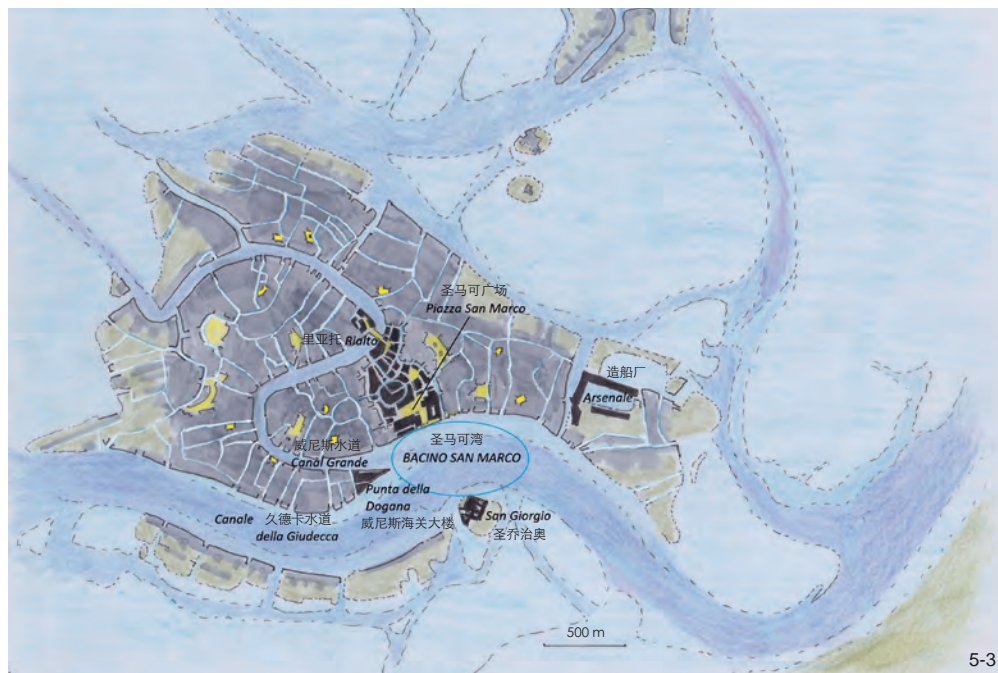 圣马可广场
Piazza San Marco
里亚托 Rialto
造船厂
Arsenale
圣马可湾
BACINO SAN MARCO
威尼斯水道
Canal Grande
Punta della
Dogana
威尼斯海关大楼
San Giorgio
圣乔治奥
Canale 久德卡水道
della Giudecca
500 m
5-3